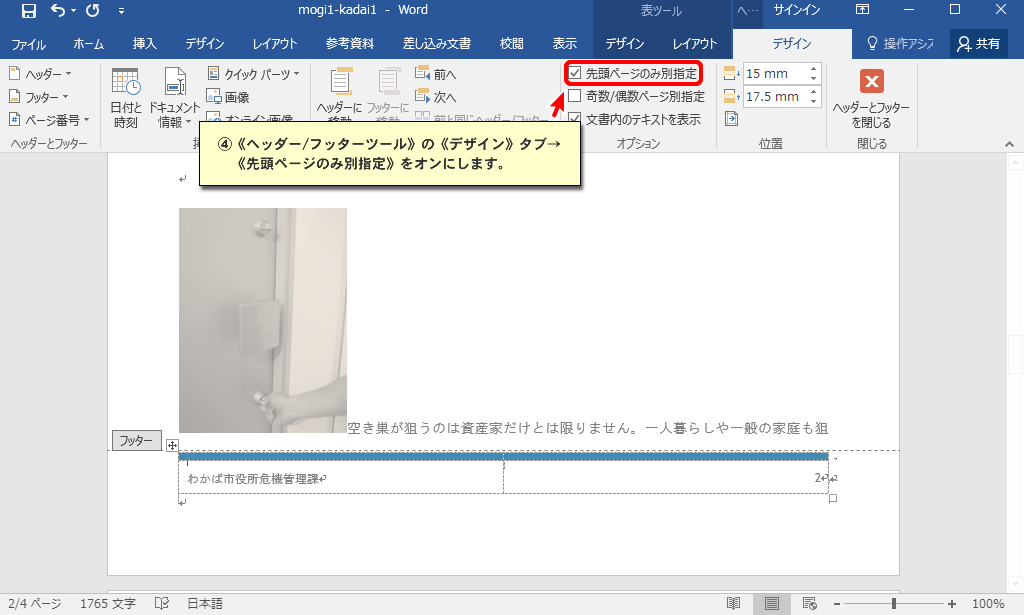 mogi1-kadai1 - Word
表ツール
ヘ…
サインイン
ファイル
ホーム
挿入
デザイン
レイアウト
参考資料
差し込み文書
校閲
表示
デザイン
レイアウト
デザイン
操作アシ
共有
ヘッダー
フッター
ページ番号
ヘッダーとフッター
日付と
時刻
ドキュメント
情報
クイック パーツ
画像
オンライン画像
ヘッダーに
移動
フッターに
移動
前へ
次へ
前と同じヘッダー/フッター
先頭ページのみ別指定
奇数/偶数ページ別指定
文書内のテキストを表示
オプション
15 mm
17.5 mm
位置
ヘッダーとフッター
を閉じる
閉じる
④《ヘッダー/フッターツール》の《デザイン》タブ→
《先頭ページのみ別指定》をオンにします。
空き巣が狙うのは資産家だけとは限りません。一人暮らしや一般の家庭も狙
フッター
わかば市役所危機管理課
2
2/4 ページ
1765 文字
日本語
100%